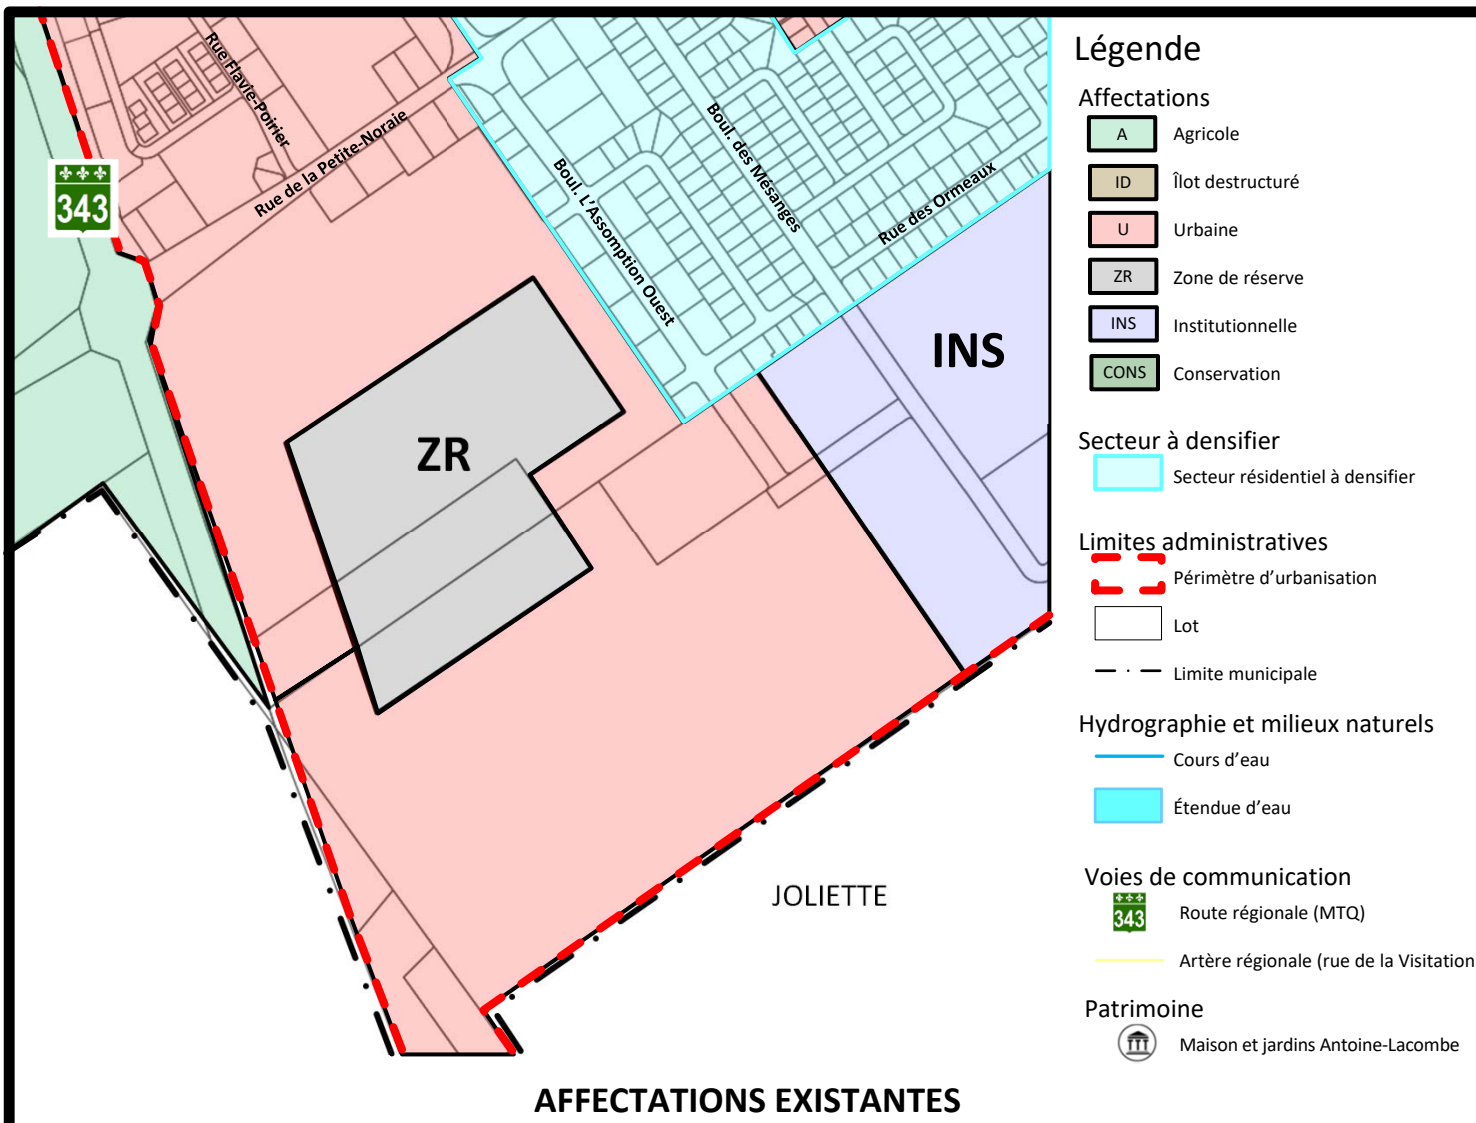 Rue Flavie-Poirier
Rue de la Petite-Noraie
343
Boul. L'Assomption Ouest
Boul. des Mésanges
Rue des Ormeaux
INS
ZR
JOLIETTE
AFFECTATIONS EXISTANTES
Légende
Affectations
A Agricole
ID Îlot destructuré
U Urbaine
ZR Zone de réserve
INS Institutionnelle
CONS Conservation
Secteur à densifier
Secteur résidentiel à densifier
Limites administratives
Périmètre d'urbanisation
Lot
Limite municipale
Hydrographie et milieux naturels
Cours d'eau
Étendue d'eau
Voies de communication
343 Route régionale (MTQ)
Artère régionale (rue de la Visitation
Patrimoine
Maison et jardins Antoine-Lacombe